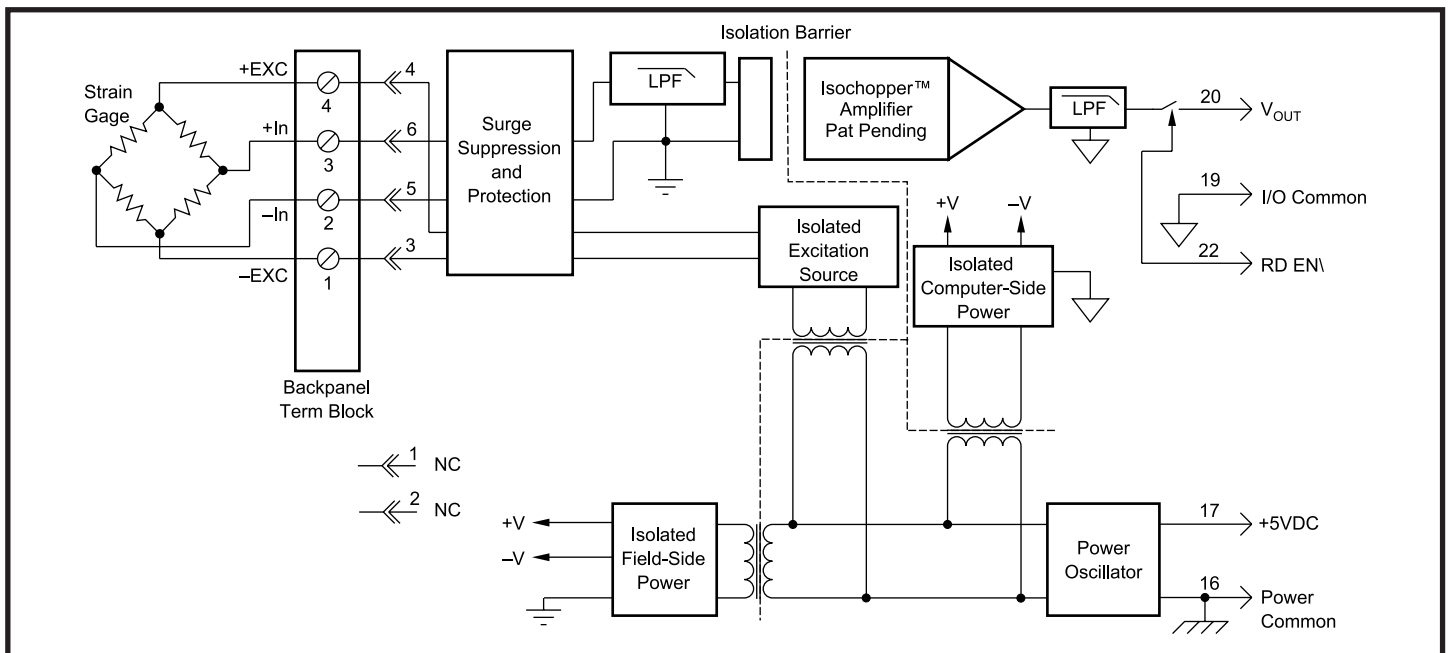 Isolation Barrier
+EXC
4
4
Strain
Gage
+In
3
6
–In
2
5
–EXC
1
3
Backpanel
Term Block
Surge
Suppression
and
Protection
LPF
Isochopper™
Amplifier
Pat Pending
LPF
20
VOUT
19
I/O Common
22
RD EN\
Isolated
Excitation
Source
+V
–V
Isolated
Computer-Side
Power
1
NC
2
NC
+V
–V
Isolated
Field-Side
Power
Power
Oscillator
17
+5VDC
16
Power
Common